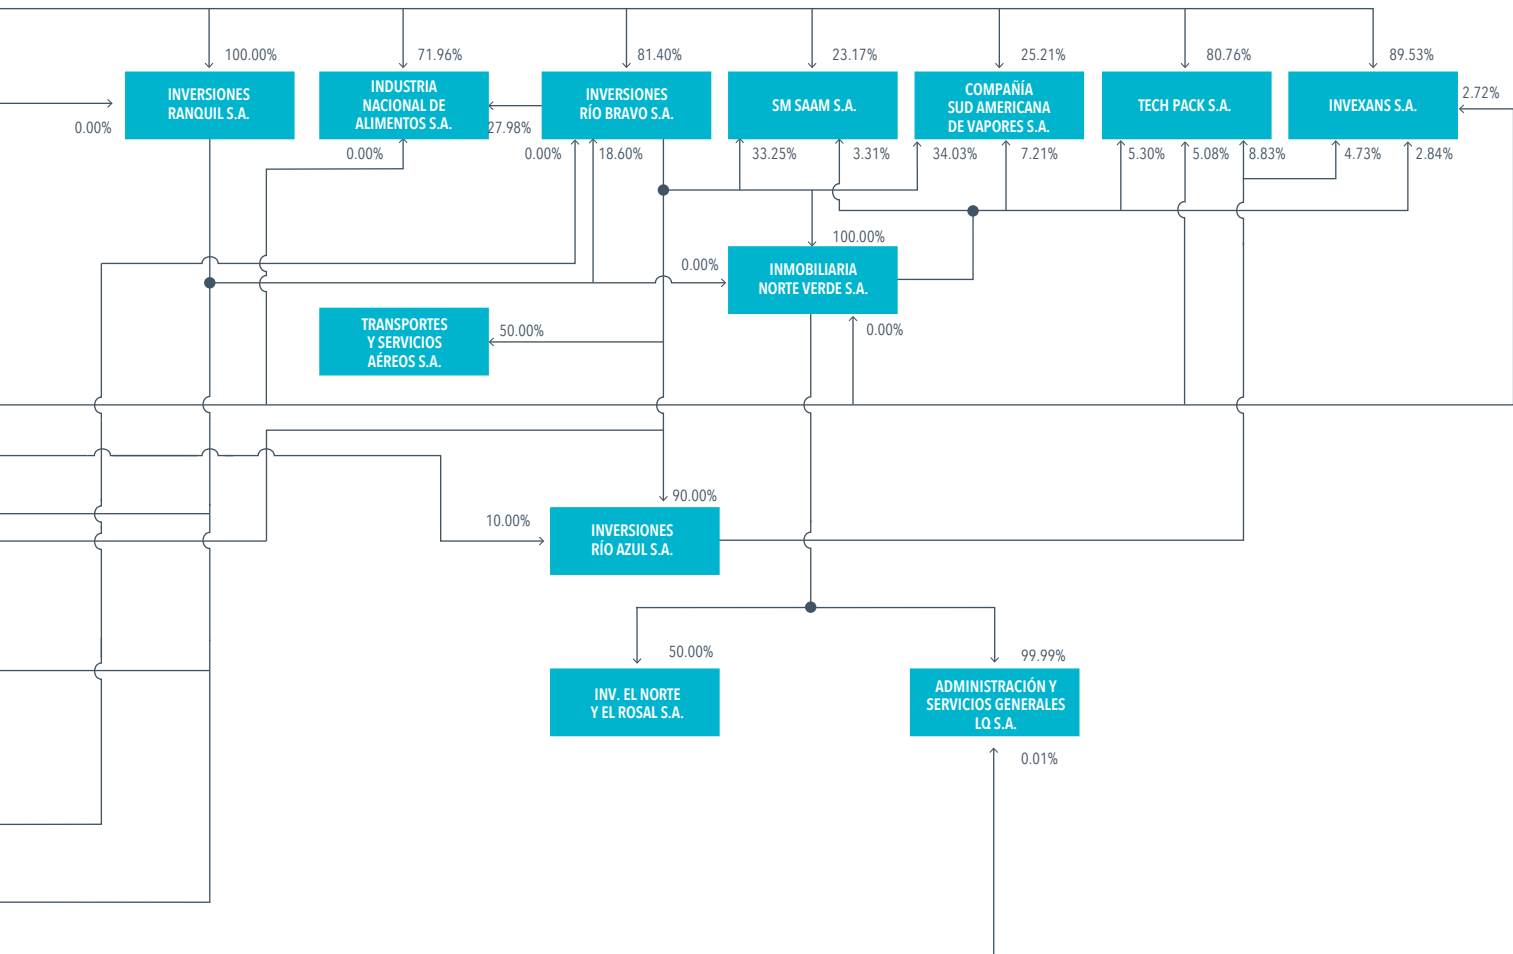 100.00%
71.96%
81.40%
23.17%
25.21%
80.76%
89.53%
INVERSIONES
RANQUIL S.A.
INDUSTRIA
NACIONAL DE
ALIMENTOS S.A.
INVERSIONES
RÍO BRAVO S.A.
SM SAAM S.A.
COMPAÑÍA
SUD AMERICANA
DE VAPORES S.A.
TECH PACK S.A.
INVEXANS S.A.
2.72%
0.00%
27.98%
0.00%
0.00%
18.60%
33.25%
3.31%
34.03%
7.21%
5.30%
5.08%
8.83%
4.73%
2.84%
100.00%
0.00%
INMOBILIARIA
NORTE VERDE S.A.
TRANSPORTES
Y SERVICIOS
AÉREOS S.A.
50.00%
0.00%
90.00%
10.00%
INVERSIONES
RÍO AZUL S.A.
50.00%
99.99%
INV. EL NORTE
Y EL ROSAL S.A.
ADMINISTRACIÓN Y
SERVICIOS GENERALES
LQ S.A.
0.01%